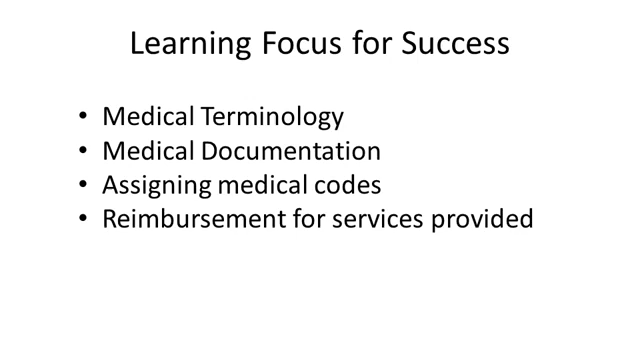 Learning Focus for Success
• Medical Terminology
• Medical Documentation
• Assigning medical codes
• Reimbursement for services provided